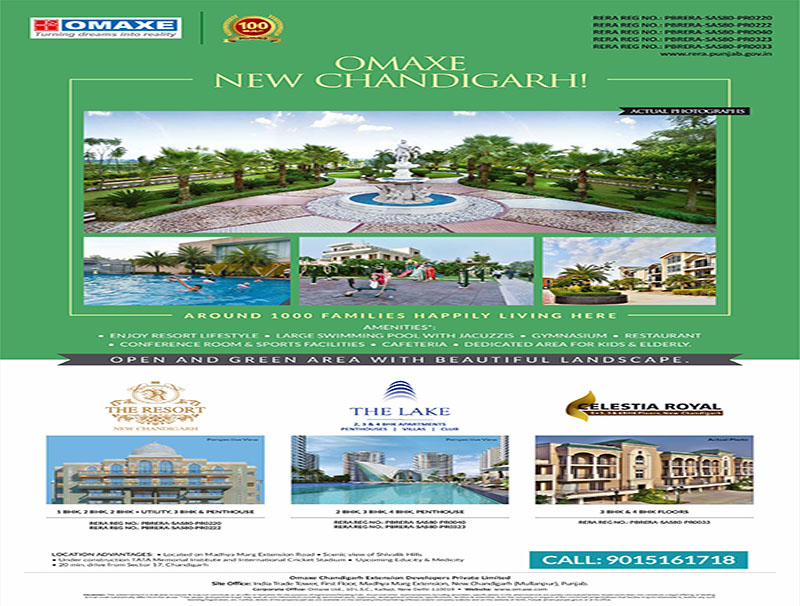 OMAXE
Turning dreams into reality
100
RERA REG NO.: PBRERA-SAS80-PR0220
RERA REG NO.: PBRERA-SAS80-PR0222
RERA REG NO.: PBRERA-SAS80-PR0040
RERA REG NO.: PBRERA-SAS80-PR0323
RERA REG NO.: PBRERA-SAS80-PR0033
www.rera.punjab.gov.in
OMAXE
NEW CHANDIGARH!
ACTUAL PHOTOGRAPHS
AROUND 1000 FAMILIES HAPPILY LIVING HERE
AMENITIES*:
• ENJOY RESORT LIFESTYLE • LARGE SWIMMING POOL WITH JACUZZIS • GYMNASIUM • RESTAURANT
• CONFERENCE ROOM & SPORTS FACILITIES • CAFETERIA • DEDICATED AREA FOR KIDS & ELDERLY.
OPEN AND GREEN AREA WITH BEAUTIFUL LANDSCAPE.
R
THE RESORT
NEW CHANDIGARH
Perspective View
1 BHK, 2 BHK, 2 BHK + UTILITY, 3 BHK & PENTHOUSE
RERA REG NO.: PBRERA-SAS80-PR0220
RERA REG NO.: PBRERA-SAS80-PR0222
THE LAKE
2, 3 & 4 BHK APARTMENTS
PENTHOUSES | VILLAS | CLUB
Perspective View
2 BHK, 3 BHK, 4 BHK, PENTHOUSE
RERA REG NO.: PBRERA-SAS80-PR0040
RERA REG NO.: PBRERA-SAS80-PR0323
CELESTIA ROYAL
Floors, New Chandigarh
Actual Photo
3 BHK & 4 BHK FLOORS
RERA REG NO.: PBRERA-SAS80-PR0033
LOCATION ADVANTAGES: • Located on Madhya Marg Extension Road • Scenic view of Shivalik Hills
• Under construction TATA Memorial Institute and International Cricket Stadium • Upcoming Educity & Medicity
• 20 min. drive from Sector 17, Chandigarh
CALL: 9015161718
Omaxe Chandigarh Extension Developers Private Limited
Site Office: India Trade Tower, First Floor, Madhya Marg Extension, New Chandigarh (Mullanpur), Punjab.
Corporate Office: Omaxe Ltd., 10, L.S.C., Kalkaji, New Delhi-110019 • Website: www.omaxe.com